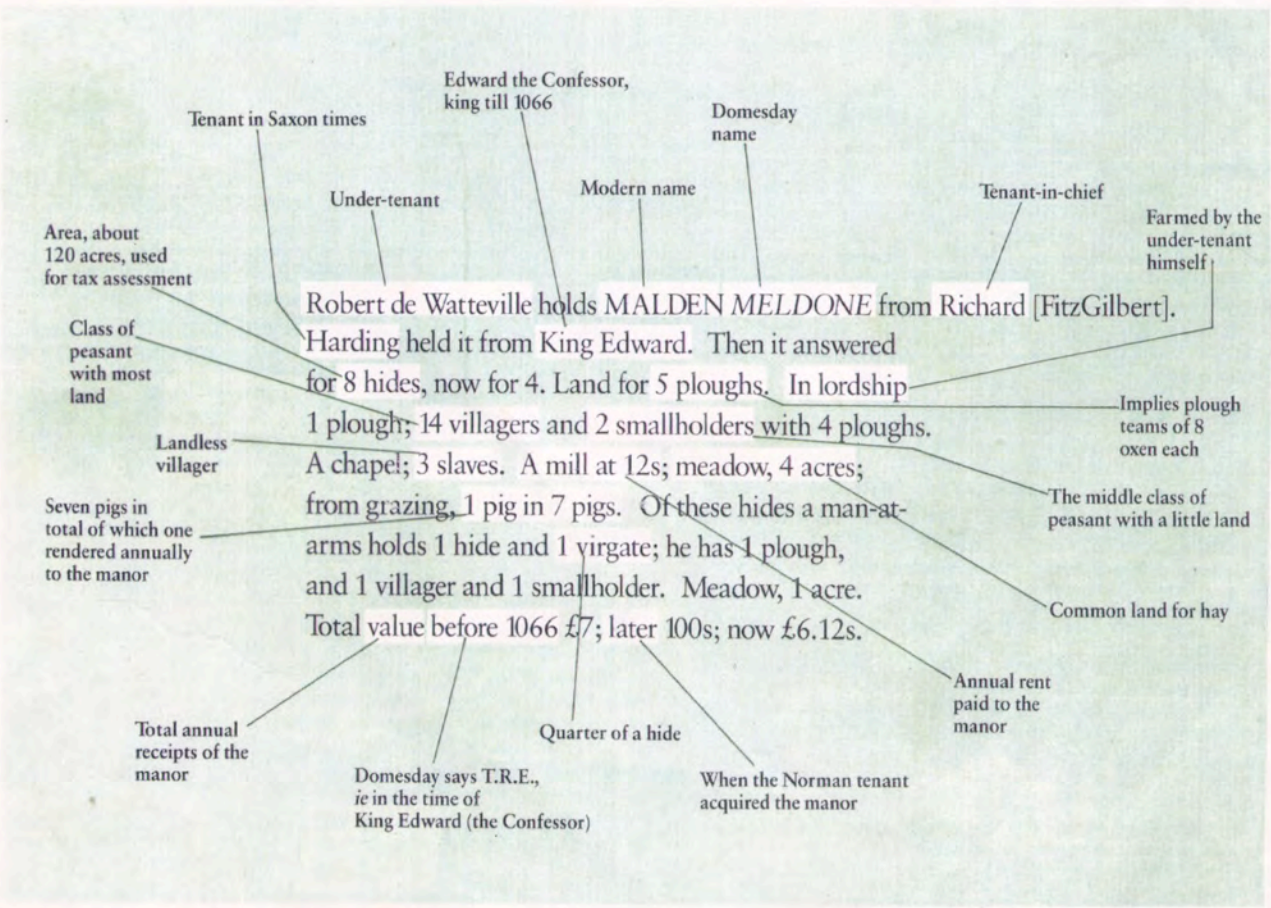 Edward the Confessor,
king till 1066
Tenant in Saxon times
Domesday
name
Under-tenant
Modern name
Tenant-in-chief
Farmed by the
under-tenant
himself
Area, about
120 acres, used
for tax assessment
Class of
peasant
with most
land
Landless
villager
Seven pigs in
total of which one
rendered annually
to the manor
Robert de Watteville holds MALDEN MELDONE from Richard [FitzGilbert].
Harding held it from King Edward. Then it answered
for 8 hides, now for 4. Land for 5 ploughs. In lordship
1 plough; 14 villagers and 2 smallholders with 4 ploughs.
A chapel; 3 slaves. A mill at 12s; meadow, 4 acres;
from grazing, 1 pig in 7 pigs. Of these hides a man-at-
arms holds 1 hide and 1 virgate; he has 1 plough,
and 1 villager and 1 smallholder. Meadow, 1 acre.
Total value before 1066 £7; later 100s; now £6.12s.
Implies plough
teams of 8
oxen each
The middle class of
peasant with a little land
Common land for hay
Annual rent
paid to the
manor
Total annual
receipts of the
manor
Domesday says T.R.E.,
ie in the time of
King Edward (the Confessor)
Quarter of a hide
When the Norman tenant
acquired the manor